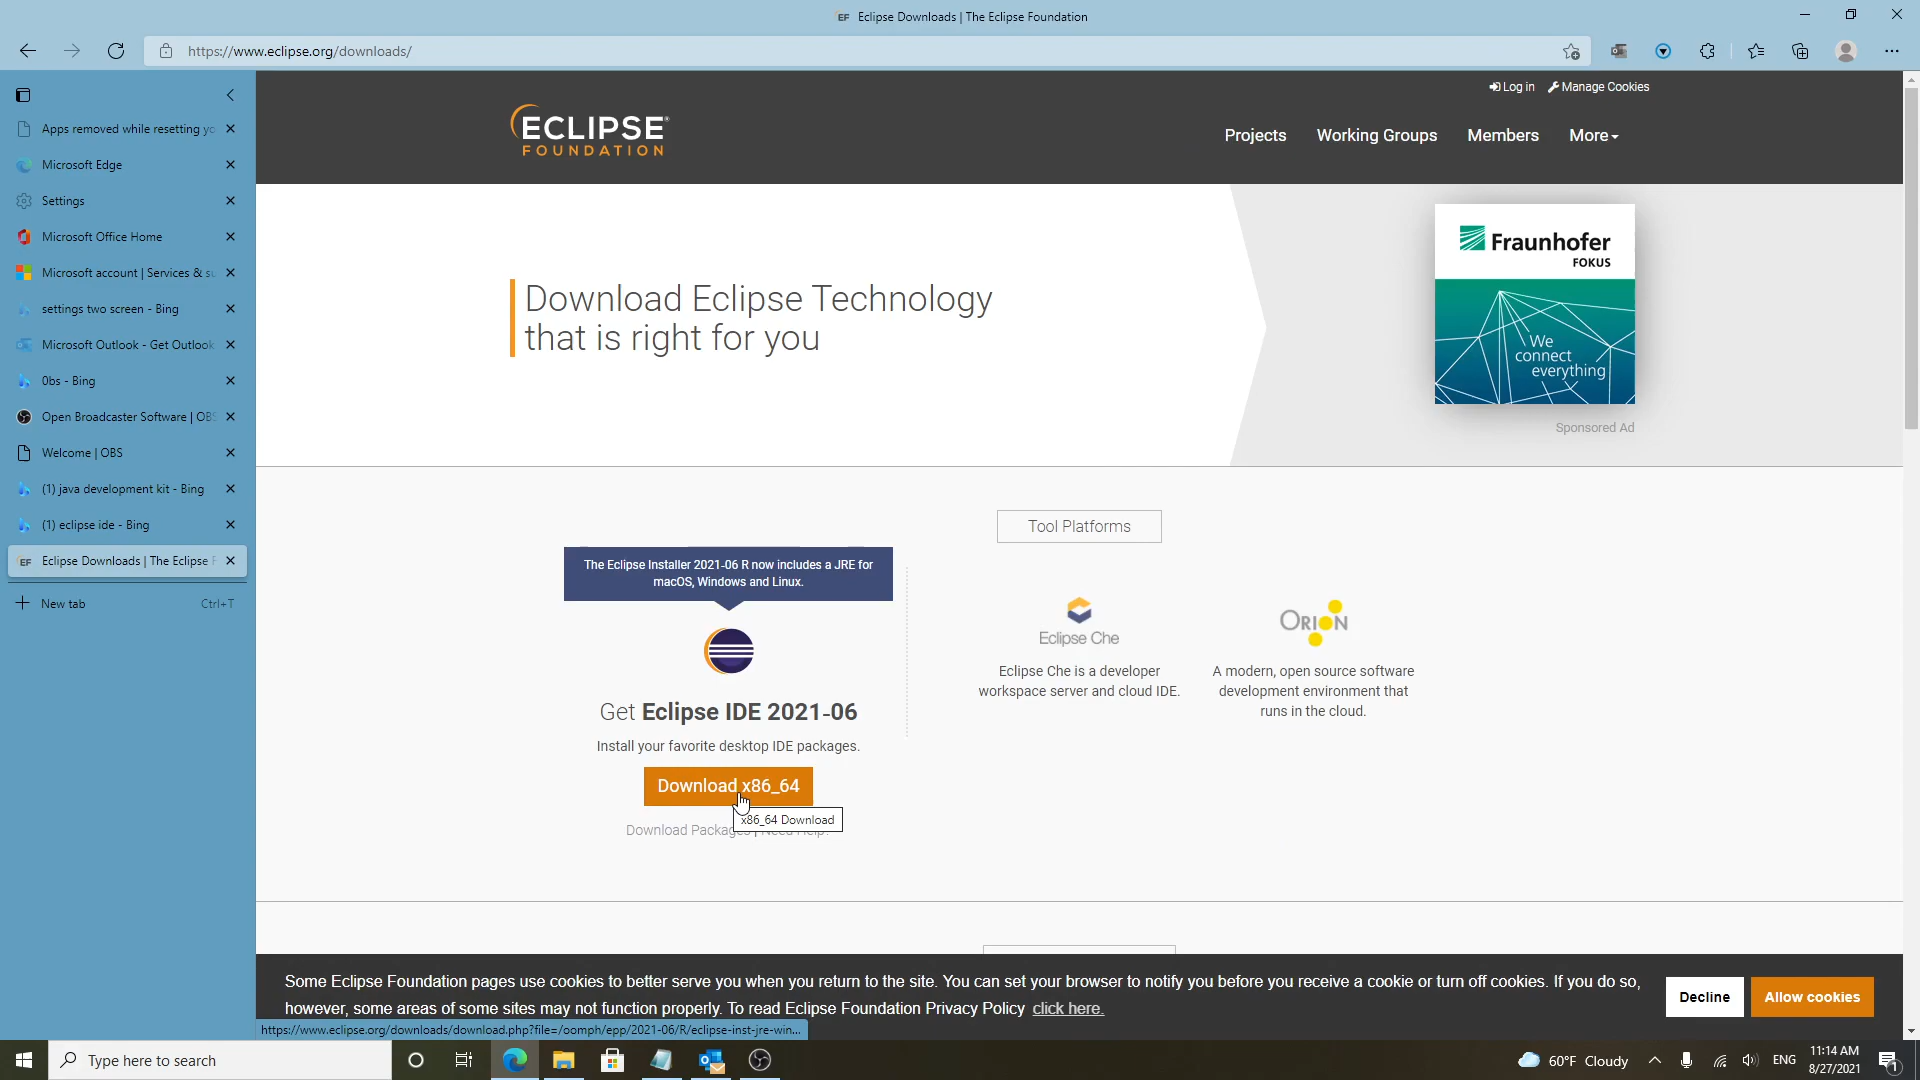 Eclipse Downloads | The Eclipse Foundation
https://www.eclipse.org/downloads/
Apps removed while resetting yo
Microsoft Edge
Settings
Microsoft Office Home
Microsoft account | Services & su
settings two screen - Bing
Microsoft Outlook - Get Outlook
0bs - Bing
Open Broadcaster Software | OBS
Welcome | OBS
(1) java development kit - Bing
(1) eclipse ide - Bing
EF Eclipse Downloads | The Eclipse F
New tab Ctrl+T
Log in Manage Cookies
ECLIPSE
FOUNDATION
Projects Working Groups Members More
Download Eclipse Technology
that is right for you
Fraunhofer
FOKUS
We
connect
everything
Sponsored Ad
Tool Platforms
The Eclipse Installer 2021-06 R now includes a JRE for
macOS, Windows and Linux.
Get Eclipse IDE 2021-06
Install your favorite desktop IDE packages.
Download x86_64
x86_64 Download
Download Packages | Need Help?
Eclipse Che
Eclipse Che is a developer
workspace server and cloud IDE.
ORION
A modern, open source software
development environment that
runs in the cloud.
Some Eclipse Foundation pages use cookies to better serve you when you return to the site. You can set your browser to notify you before you receive a cookie or turn off cookies. If you do so,
however, some areas of some sites may not function properly. To read Eclipse Foundation Privacy Policy click here.
Decline Allow cookies
https://www.eclipse.org/downloads/download.php?file=/oomph/epp/2021-06/R/eclipse-inst-jre-win...
Type here to search
60°F Cloudy
ENG
11:14 AM
8/27/2021
1